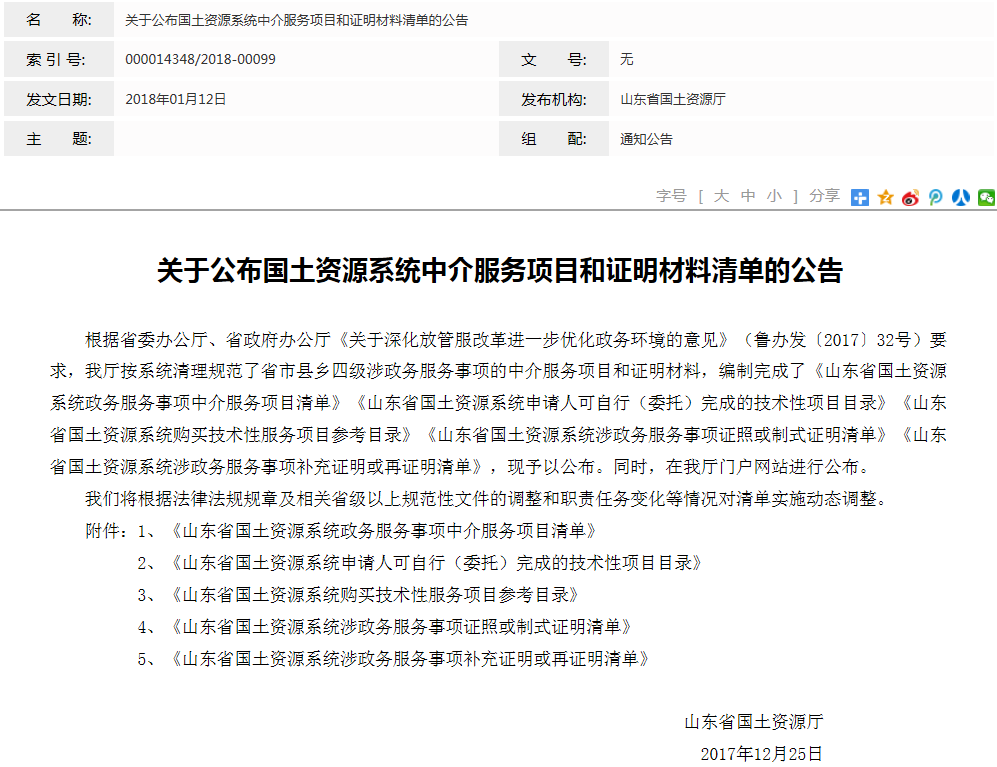 名 称: 关于公布国土资源系统中介服务项目和证明材料清单的公告
索 引 号: 000014348/2018-00099 文 号: 无
发文日期: 2018年01月12日 发布机构: 山东省国土资源厅
主 题: 组 配: 通知公告
字号 [ 大 中 小 ] 分享
关于公布国土资源系统中介服务项目和证明材料清单的公告
根据省委办公厅、省政府办公厅《关于深化放管服改革进一步优化政务环境的意见》（鲁办发〔2017〕32号）要
求，我厅按系统清理规范了省市县乡四级涉政务服务事项的中介服务项目和证明材料，编制完成了《山东省国土资源
系统政务服务事项中介服务项目清单》《山东省国土资源系统申请人可自行（委托）完成的技术性项目目录》《山东
省国土资源系统购买技术性服务项目参考目录》《山东省国土资源系统涉政务服务事项证照或制式证明清单》《山东
省国土资源系统涉政务服务事项补充证明或再证明清单》，现予以公布。同时，在我厅门户网站进行公布。
我们将根据法律法规规章及相关省级以上规范性文件的调整和职责任务变化等情况对清单实施动态调整。
附件：1、《山东省国土资源系统政务服务事项中介服务项目清单》
2、《山东省国土资源系统申请人可自行（委托）完成的技术性项目目录》
3、《山东省国土资源系统购买技术性服务项目参考目录》
4、《山东省国土资源系统涉政务服务事项证照或制式证明清单》
5、《山东省国土资源系统涉政务服务事项补充证明或再证明清单》
山东省国土资源厅
2017年12月25日